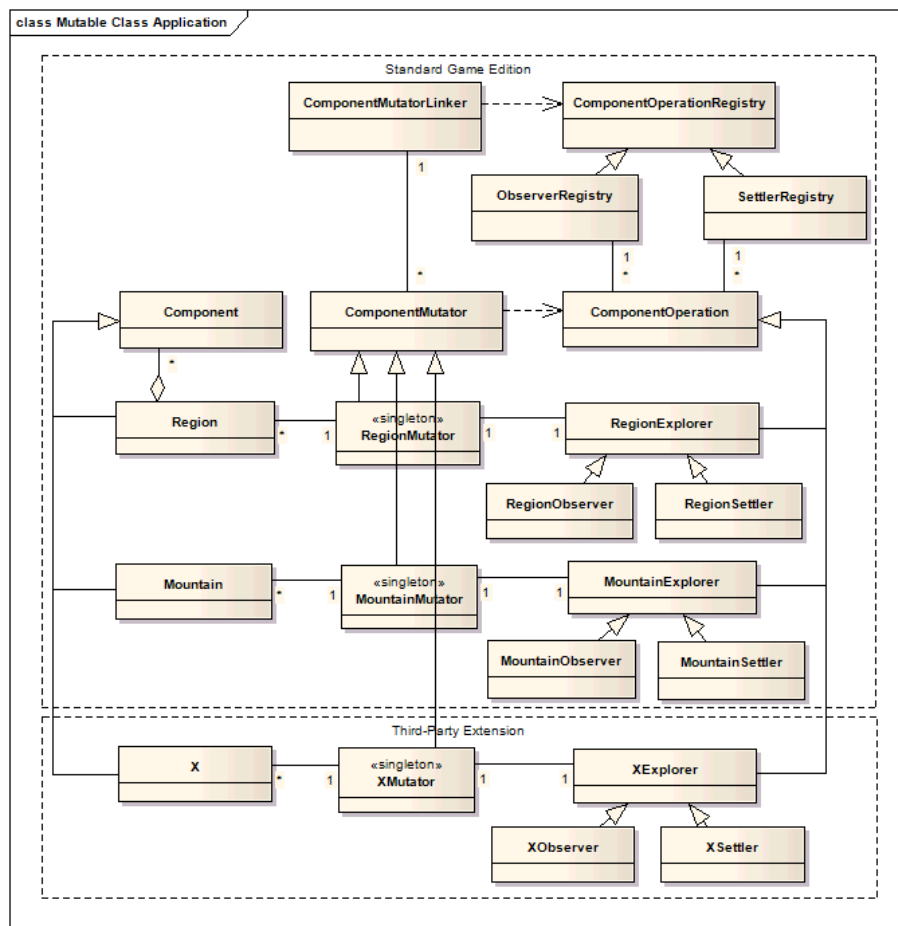 class Mutable Class Application
Standard Game Edition
ComponentMutatorLinker
ComponentOperationRegistry
1
ObserverRegistry
SettlerRegistry
1
1
*
*
*
Component
ComponentMutator
ComponentOperation
*
«singleton»
Region
RegionMutator
RegionExplorer
*
1
1
1
RegionObserver
RegionSettler
«singleton»
Mountain
MountainMutator
MountainExplorer
*
1
1
1
MountainObserver
MountainSettler
Third-Party Extension
«singleton»
X
XMutator
XExplorer
*
1
1
1
XObserver
XSettler